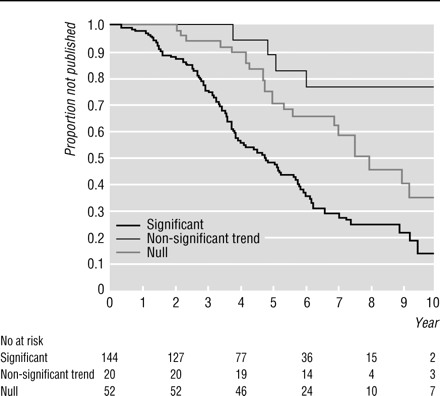 Proportion not published
1.0
0.9
0.8
0.7
0.6
0.5
0.4
0.3
0.2
0.1
0
Significant
Non-significant trend
Null
0 1 2 3 4 5 6 7 8 9 10
Year
No at risk
Significant 144 127 77 36 15 2
Non-significant trend 20 20 19 14 4 3
Null 52 52 46 24 10 7